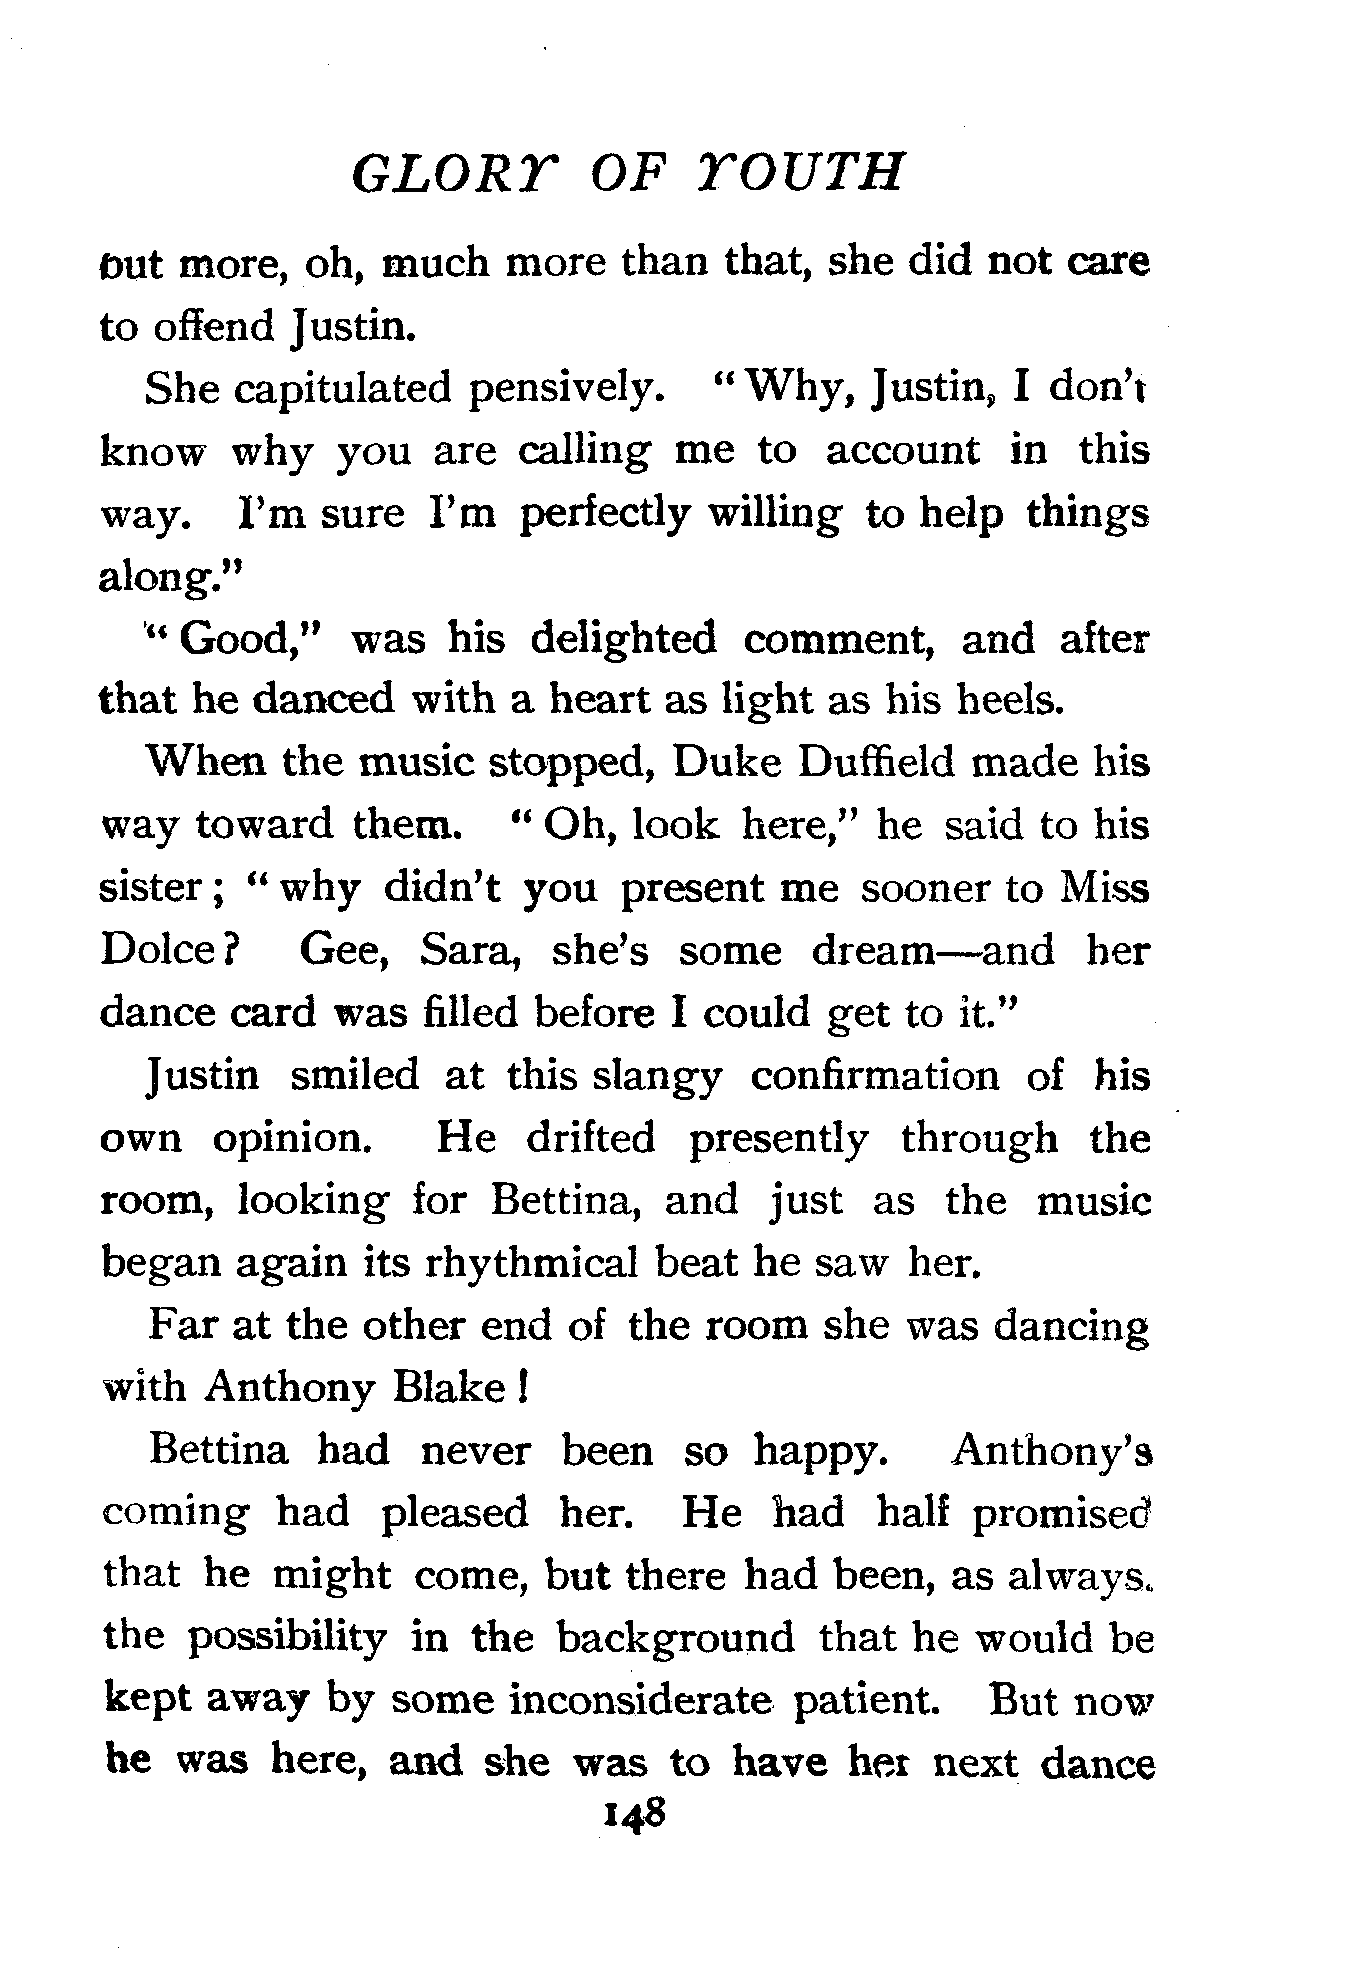 GLORY OF YOUTH
but more, oh, much more than that, she did not care
to offend Justin.
She capitulated pensively. “Why, Justin, I don’t
know why you are calling me to account in this
way. I’m sure I’m perfectly willing to help things
along.”
“Good,” was his delighted comment, and after
that he danced with a heart as light as his heels.
When the music stopped, Duke Duffield made his
way toward them. “Oh, look here,” he said to his
sister; “why didn’t you present me sooner to Miss
Dolce? Gee, Sara, she’s some dream—and her
dance card was filled before I could get to it.”
Justin smiled at this slangy confirmation of his
own opinion. He drifted presently through the
room, looking for Bettina, and just as the music
began again its rhythmical beat he saw her.
Far at the other end of the room she was dancing
with Anthony Blake!
Bettina had never been so happy. Anthony’s
coming had pleased her. He had half promised
that he might come, but there had been, as always,
the possibility in the background that he would be
kept away by some inconsiderate patient. But now
he was here, and she was to have her next dance
148